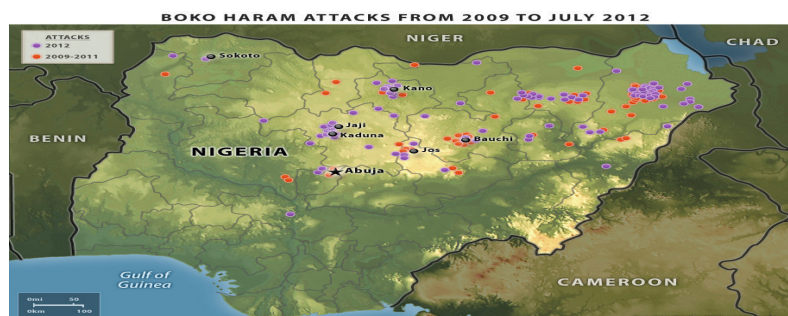 BOKO HARAM ATTACKS FROM 2009 TO JULY 2012
ATTACKS
2012
2009-2011
NIGER
CHAD
Sokoto
Kano
BENIN
Jaji
Kaduna
NIGERIA
Bauchi
Jos
Abuja
Gulf of
Guinea
CAMEROON
0mi 50
0km 100